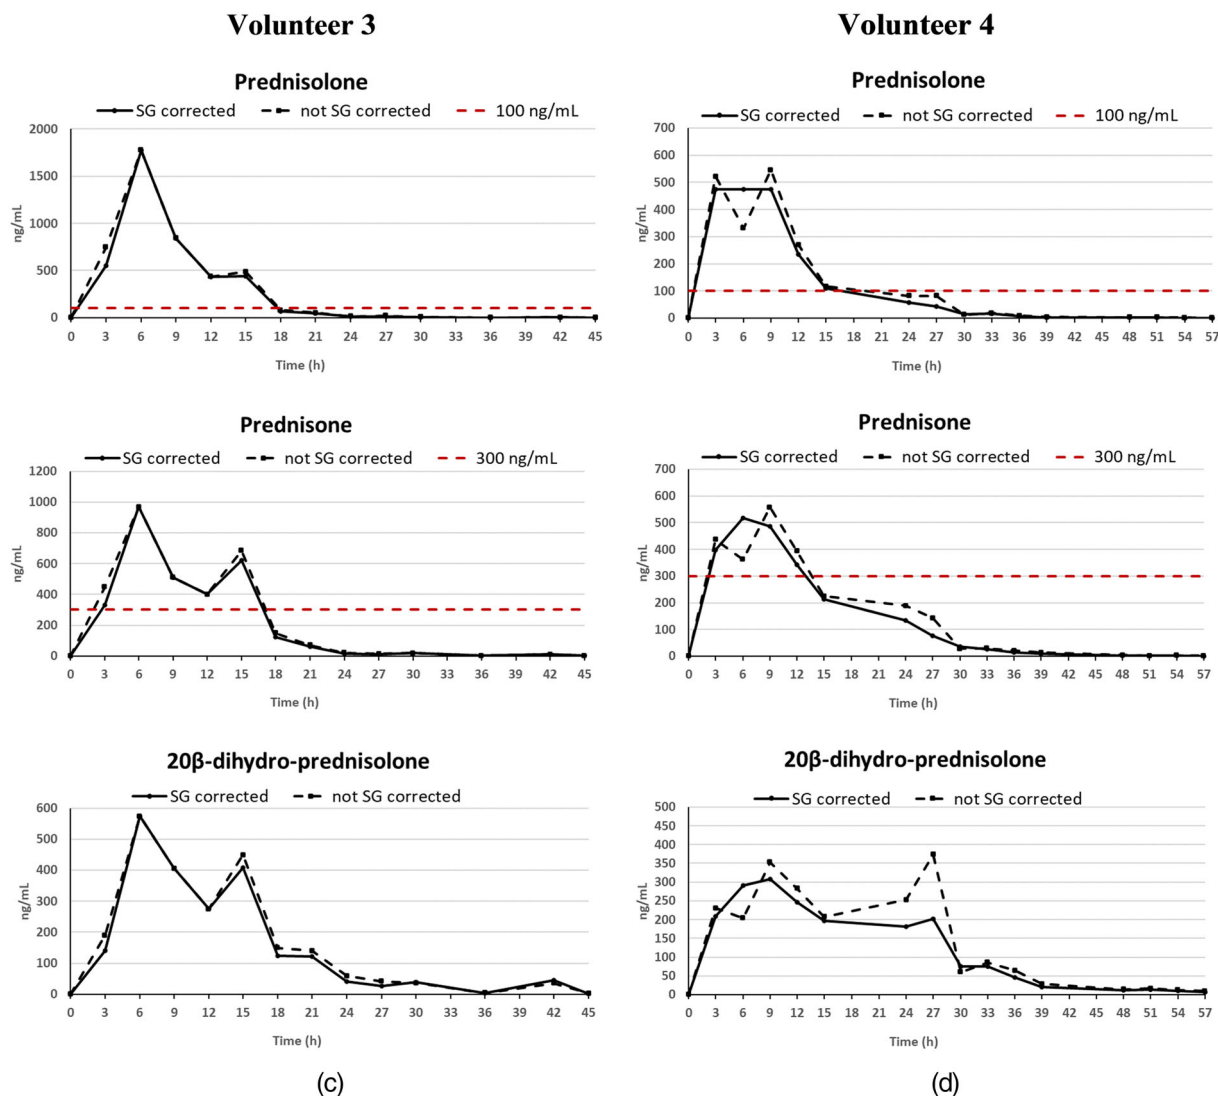 Volunteer 3
Prednisolone
SG corrected not SG corrected 100 ng/mL
2000
1500
1000
500
0
ng/mL
0 3 6 9 12 15 18 21 24 27 30 33 36 39 42 45
Time (h)
Prednisone
SG corrected not SG corrected 300 ng/mL
1200
1000
800
600
400
200
0
ng/mL
0 3 6 9 12 15 18 21 24 27 30 33 36 39 42 45
Time (h)
20β-dihydro-prednisolone
SG corrected not SG corrected
600
500
400
300
200
100
0
ng/mL
0 3 6 9 12 15 18 21 24 27 30 33 36 39 42 45
Time (h)
(c)
Volunteer 4
Prednisolone
SG corrected not SG corrected 100 ng/mL
700
600
500
400
300
200
100
0
ng/mL
0 3 6 9 12 15 18 21 24 27 30 33 36 39 42 45 48 51 54 57
Time (h)
Prednisone
SG corrected not SG corrected 300 ng/mL
700
600
500
400
300
200
100
0
ng/mL
0 3 6 9 12 15 18 21 24 27 30 33 36 39 42 45 48 51 54 57
Time (h)
20β-dihydro-prednisolone
SG corrected not SG corrected
500
450
400
350
300
250
200
150
100
50
0
ng/mL
0 3 6 9 12 15 18 21 24 27 30 33 36 39 42 45 48 51 54 57
Time (h)
(d)